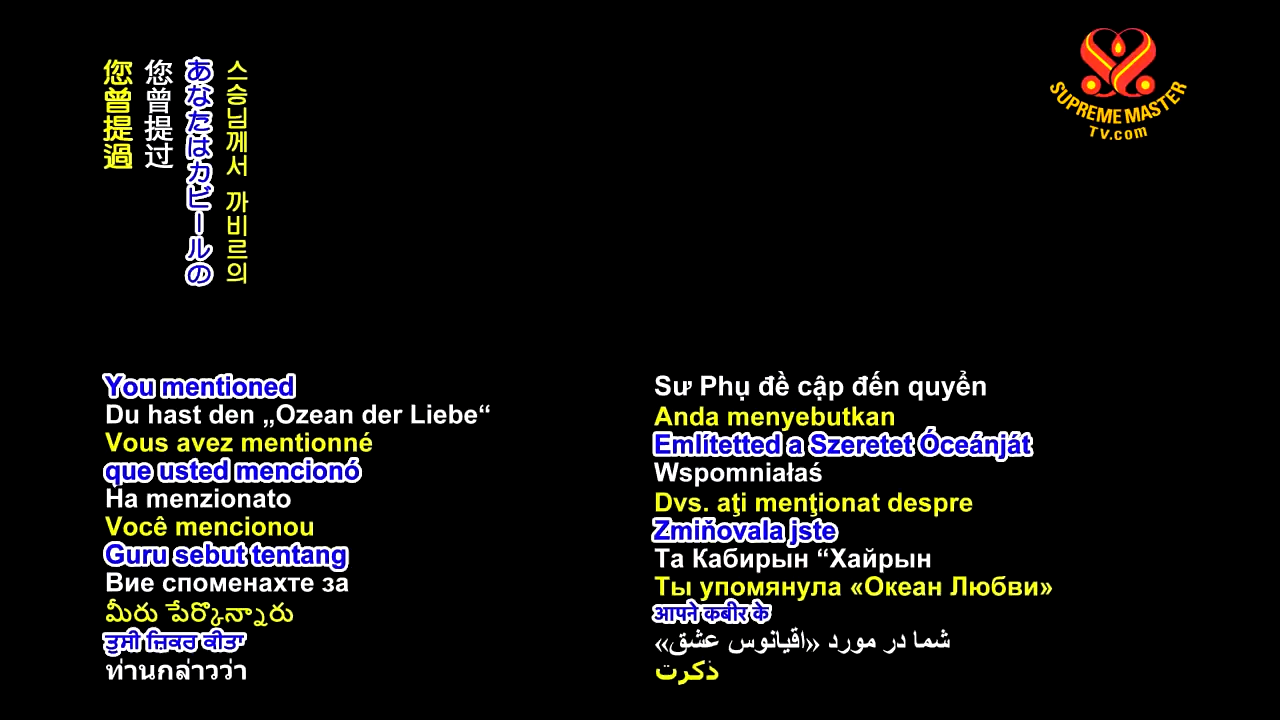 您曾提過
您曾提过
あなたはカビールの
스승님께서 까비르의
SUPREME MASTER
TV.com
You mentioned
Du hast den „Ozean der Liebe“
Vous avez mentionné
que usted mencionó
Ha menzionato
Você mencionou
Guru sebut tentang
Вие споменахте за
మీరు పేర్కొన్నారు
ਤੁਸੀ ਜ਼ਿਕਰ ਕੀਤਾ
ท่านกล่าวว่า
Sư Phụ đề cập đến quyển
Anda menyebutkan
Említetted a Szeretet Óceánját
Wspomniałaś
Dvs. aţi menţionat despre
Zmiňovala jste
Та Кабирын “Хайрын
Ты упомянула «Океан Любви»
आपने कबीर के
شما در مورد «اقیانوس عشق»
ذكرت